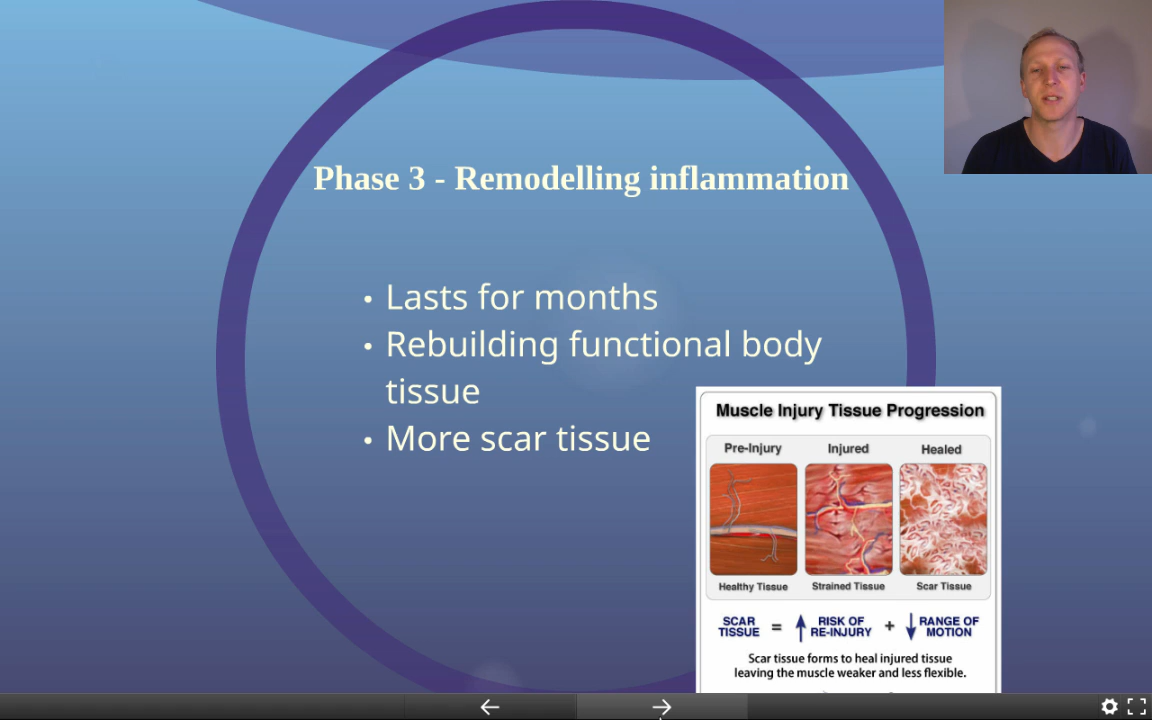 Phase 3 - Remodelling inflammation
• Lasts for months
• Rebuilding functional body
tissue
• More scar tissue
Muscle Injury Tissue Progression
Pre-Injury Injured Healed
Healthy Tissue Strained Tissue Scar Tissue
SCAR TISSUE = RISK OF RE-INJURY + RANGE OF MOTION
Scar tissue forms to heal injured tissue
leaving the muscle weaker and less flexible.